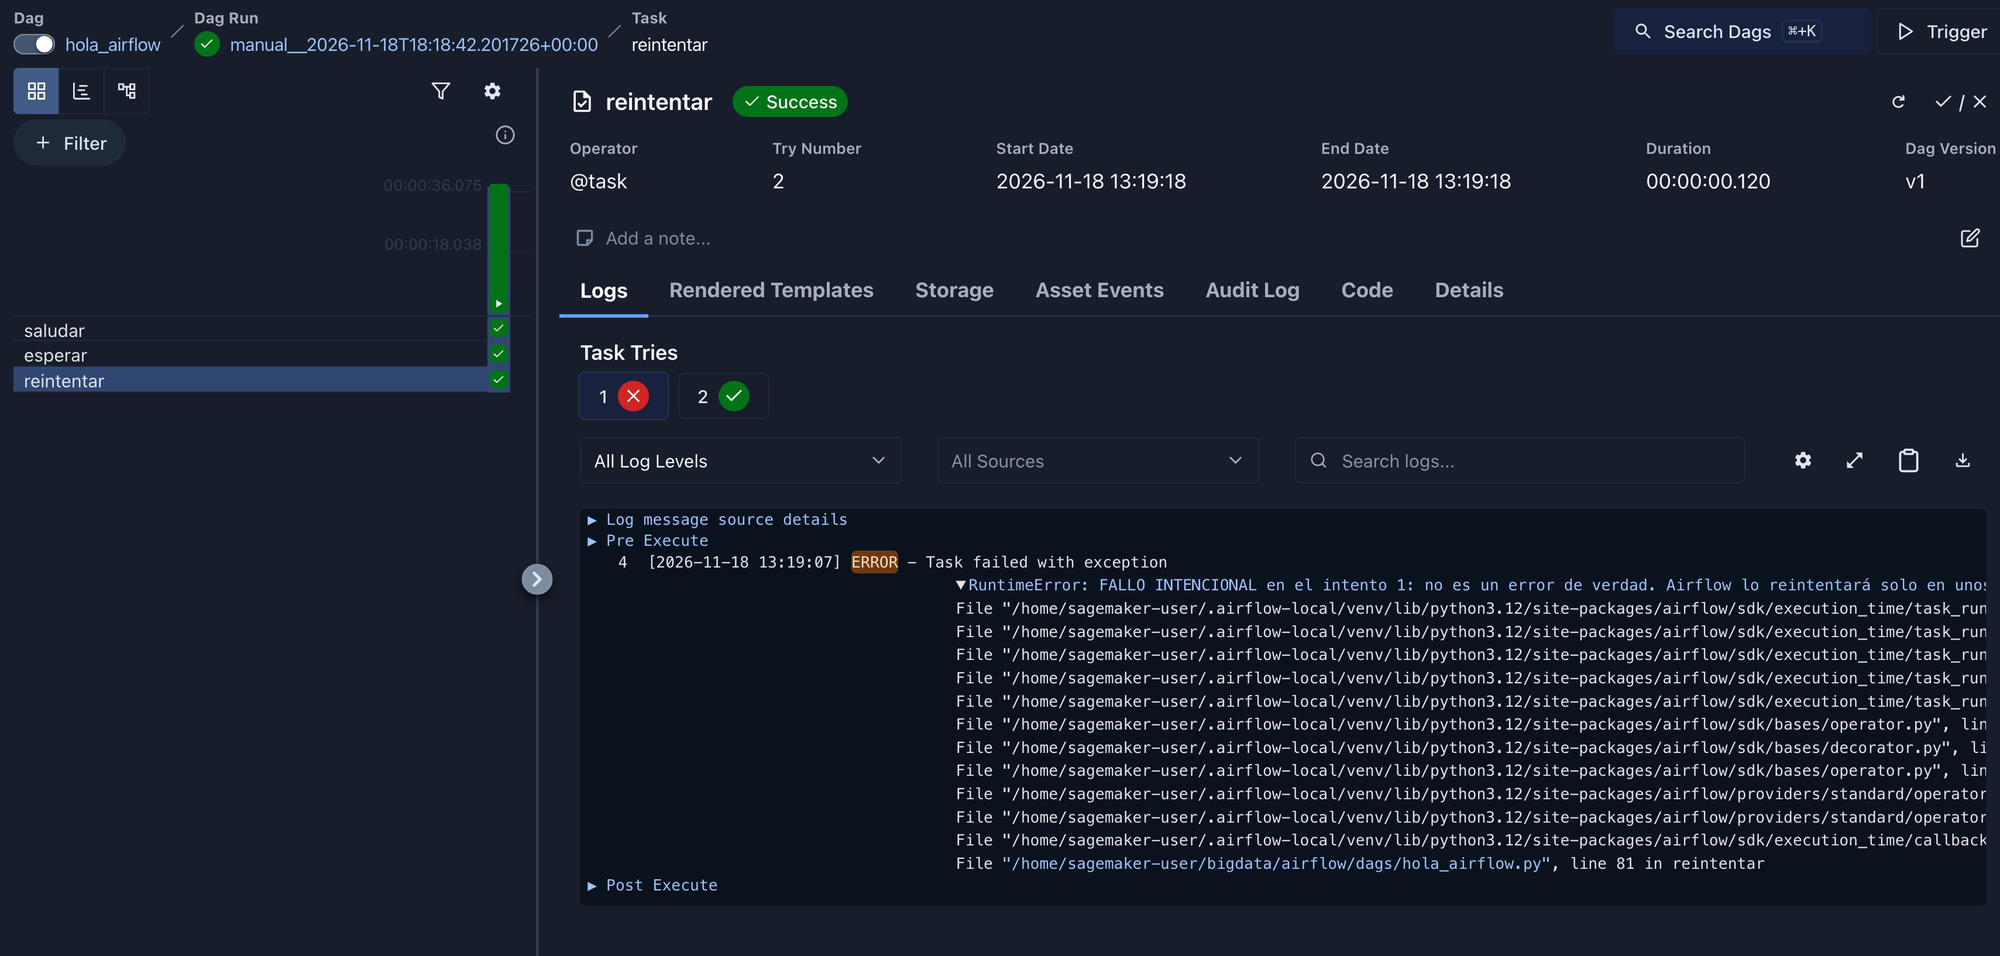 Dag
hola_airflow
Dag Run
manual__2026-11-18T18:18:42.201726+00:00
Task
reintentar
Search Dags ⌘+K
Trigger
+ Filter
00:00:36.075
00:00:18.038
saludar
esperar
reintentar
reintentar
Success
Operator
@task
Try Number
2
Start Date
2026-11-18 13:19:18
End Date
2026-11-18 13:19:18
Duration
00:00:00.120
Dag Version
v1
Add a note...
Logs
Rendered Templates
Storage
Asset Events
Audit Log
Code
Details
Task Tries
1
2
All Log Levels
All Sources
Search logs...
Log message source details
Pre Execute
4 [2026-11-18 13:19:07] ERROR – Task failed with exception
RuntimeError: FALLO INTENCIONAL en el intento 1: no es un error de verdad. Airflow lo reintentará solo en unos
File "/home/sagemaker-user/.airflow-local/venv/lib/python3.12/site-packages/airflow/sdk/execution_time/task_run
File "/home/sagemaker-user/.airflow-local/venv/lib/python3.12/site-packages/airflow/sdk/execution_time/task_run
File "/home/sagemaker-user/.airflow-local/venv/lib/python3.12/site-packages/airflow/sdk/execution_time/task_run
File "/home/sagemaker-user/.airflow-local/venv/lib/python3.12/site-packages/airflow/sdk/execution_time/task_run
File "/home/sagemaker-user/.airflow-local/venv/lib/python3.12/site-packages/airflow/sdk/execution_time/task_run
File "/home/sagemaker-user/.airflow-local/venv/lib/python3.12/site-packages/airflow/sdk/bases/operator.py", lin
File "/home/sagemaker-user/.airflow-local/venv/lib/python3.12/site-packages/airflow/sdk/bases/decorator.py", li
File "/home/sagemaker-user/.airflow-local/venv/lib/python3.12/site-packages/airflow/sdk/bases/operator.py", lin
File "/home/sagemaker-user/.airflow-local/venv/lib/python3.12/site-packages/airflow/providers/standard/operator
File "/home/sagemaker-user/.airflow-local/venv/lib/python3.12/site-packages/airflow/providers/standard/operator
File "/home/sagemaker-user/.airflow-local/venv/lib/python3.12/site-packages/airflow/sdk/execution_time/callback
File "/home/sagemaker-user/bigdata/airflow/dags/hola_airflow.py", line 81 in reintentar
Post Execute